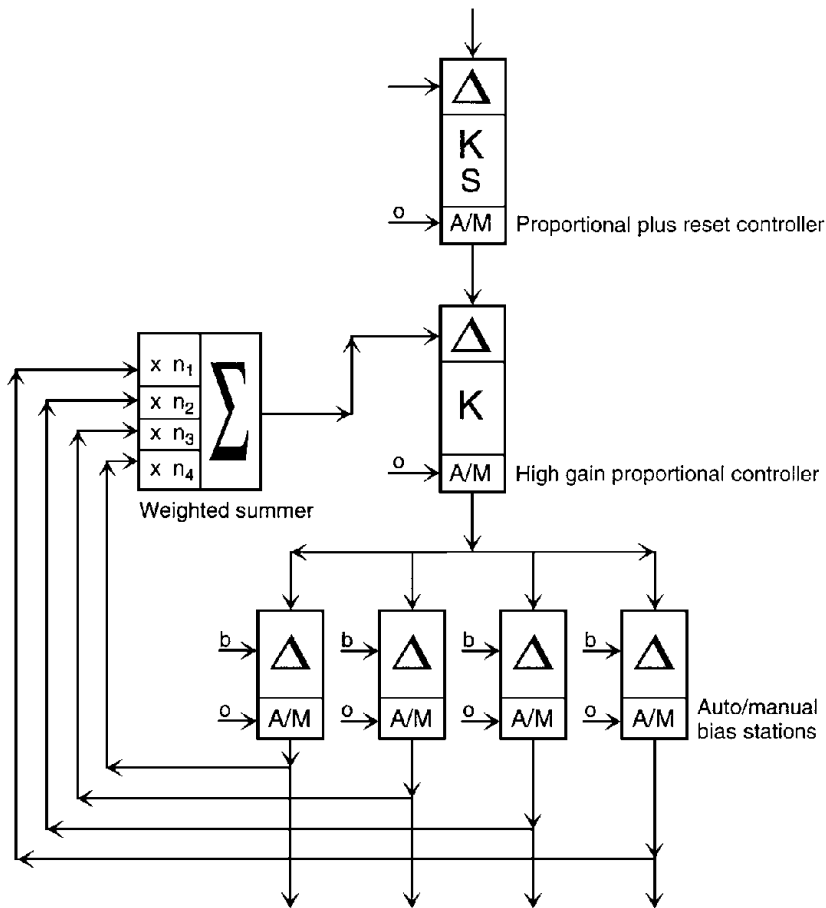 Δ
K
S
o
A/M
Proportional plus reset controller
x n₁
x n₂
x n₃
x n₄
Σ
Weighted summer
Δ
K
o
A/M
High gain proportional controller
b Δ b Δ b Δ b Δ
o A/M o A/M o A/M o A/M
Auto/manual
bias stations